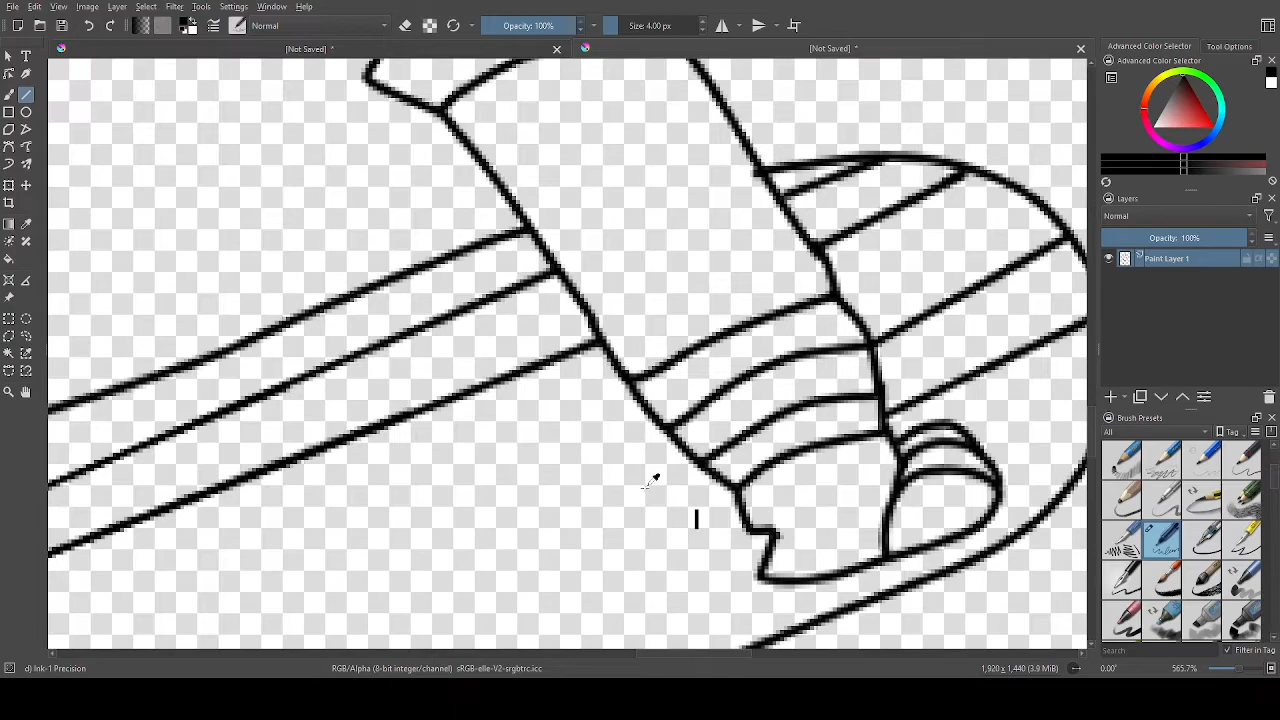 File Edit View Image Layer Select Filter Tools Settings Window Help
Normal Opacity: 100% Size: 4.00 px
[Not Saved] * [Not Saved] *
Advanced Color Selector Tool Options
Advanced Color Selector
Layers
Normal
Opacity: 100%
Paint Layer 1
Brush Presets
All Tag
Search Filter in Tag
d) Ink-1 Precision RGB/Alpha (8-bit integer/channel) sRGB-elle-V2-srgbtrc.icc 1,920 x 1,440 (3.9 MiB) 0.00° 565.7%